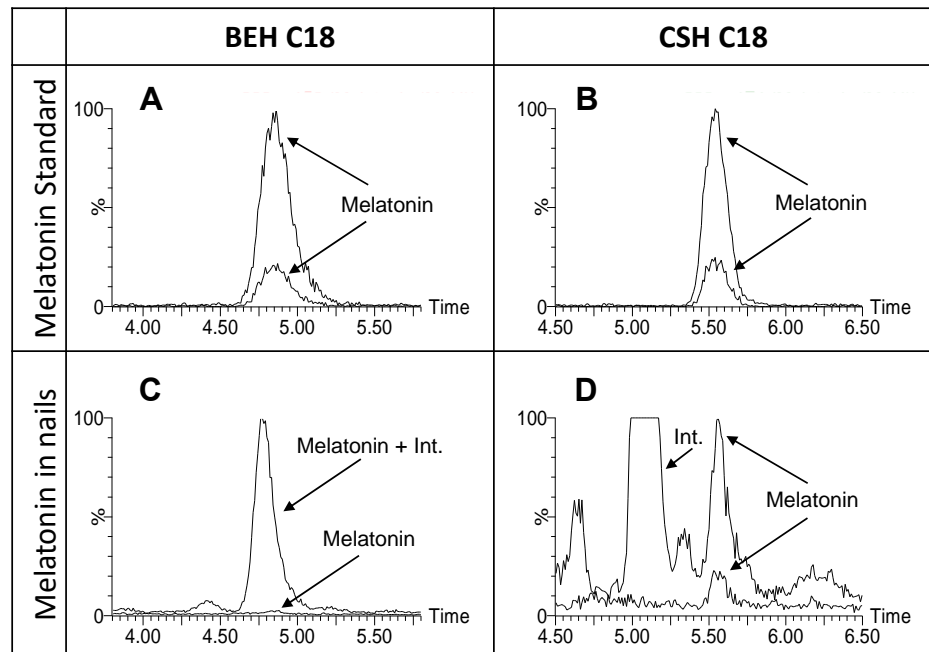 BEH C18
CSH C18
Melatonin Standard
A
100
%
0
Melatonin
4.00 4.50 5.00 5.50
Time
B
100
%
0
Melatonin
4.50 5.00 5.50 6.00 6.50
Time
Melatonin in nails
C
100
%
0
Melatonin + Int.
Melatonin
4.00 4.50 5.00 5.50
Time
D
100
%
0
Int.
Melatonin
4.50 5.00 5.50 6.00 6.50
Time